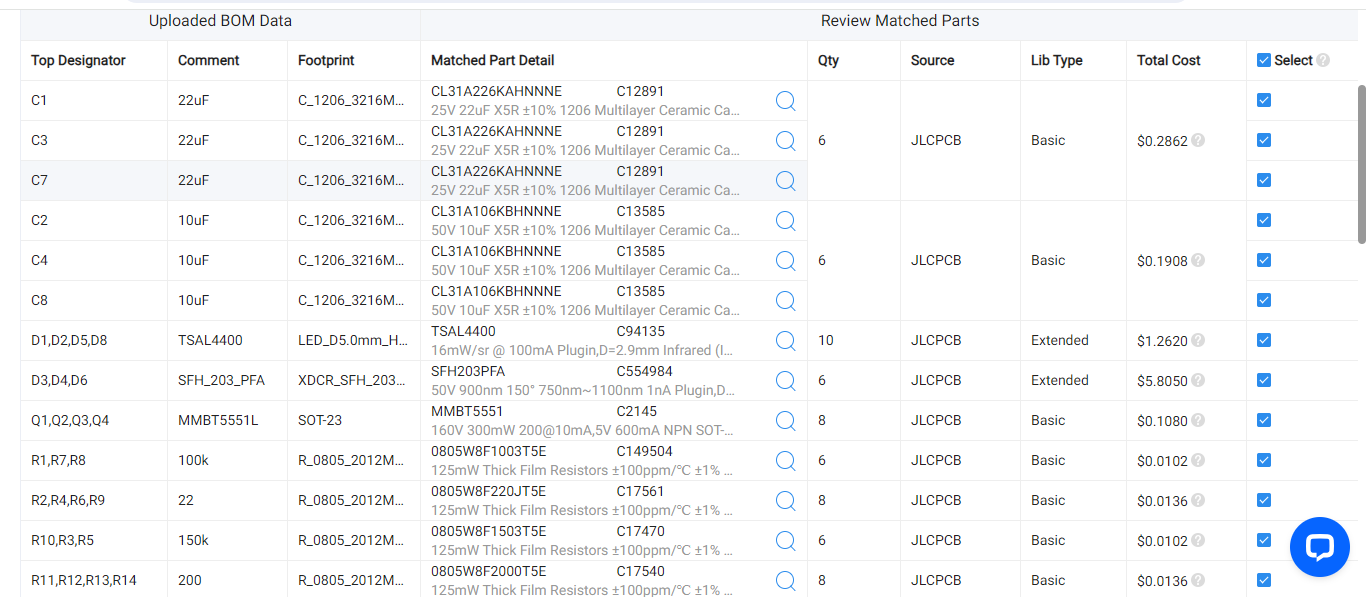 Uploaded BOM Data Review Matched Parts
Top Designator Comment Footprint Matched Part Detail Qty Source Lib Type Total Cost Select ?
C1 22uF C_1206_3216M... CL31A226KAHNNNE C12891
25V 22uF X5R ±10% 1206 Multilayer Ceramic Ca...
C3 22uF C_1206_3216M... CL31A226KAHNNNE C12891 6 JLCPCB Basic $0.2862 ?
25V 22uF X5R ±10% 1206 Multilayer Ceramic Ca...
C7 22uF C_1206_3216M... CL31A226KAHNNNE C12891
25V 22uF X5R ±10% 1206 Multilayer Ceramic Ca...
C2 10uF C_1206_3216M... CL31A106KBHNNNE C13585
50V 10uF X5R ±10% 1206 Multilayer Ceramic Ca...
C4 10uF C_1206_3216M... CL31A106KBHNNNE C13585 6 JLCPCB Basic $0.1908 ?
50V 10uF X5R ±10% 1206 Multilayer Ceramic Ca...
C8 10uF C_1206_3216M... CL31A106KBHNNNE C13585
50V 10uF X5R ±10% 1206 Multilayer Ceramic Ca...
D1,D2,D5,D8 TSAL4400 LED_D5.0mm_H... TSAL4400 C94135 10 JLCPCB Extended $1.2620 ?
16mW/sr @ 100mA Plugin,D=2.9mm Infrared (I...
D3,D4,D6 SFH_203_PFA XDCR_SFH_203... SFH203PFA C554984 6 JLCPCB Extended $5.8050 ?
50V 900nm 150° 750nm~1100nm 1nA Plugin,D...
Q1,Q2,Q3,Q4 MMBT5551L SOT-23 MMBT5551 C2145 8 JLCPCB Basic $0.1080 ?
160V 300mW 200@10mA,5V 600mA NPN SOT-...
R1,R7,R8 100k R_0805_2012M... 0805W8F1003T5E C149504 6 JLCPCB Basic $0.0102 ?
125mW Thick Film Resistors ±100ppm/℃ ±1% ...
R2,R4,R6,R9 22 R_0805_2012M... 0805W8F220JT5E C17561 8 JLCPCB Basic $0.0136 ?
125mW Thick Film Resistors ±100ppm/℃ ±1% ...
R10,R3,R5 150k R_0805_2012M... 0805W8F1503T5E C17470 6 JLCPCB Basic $0.0102 ?
125mW Thick Film Resistors ±100ppm/℃ ±1% ...
R11,R12,R13,R14 200 R_0805_2012M... 0805W8F2000T5E C17540 8 JLCPCB Basic $0.0136 ?
125mW Thick Film Resistors ±100ppm/℃ ±1% ...